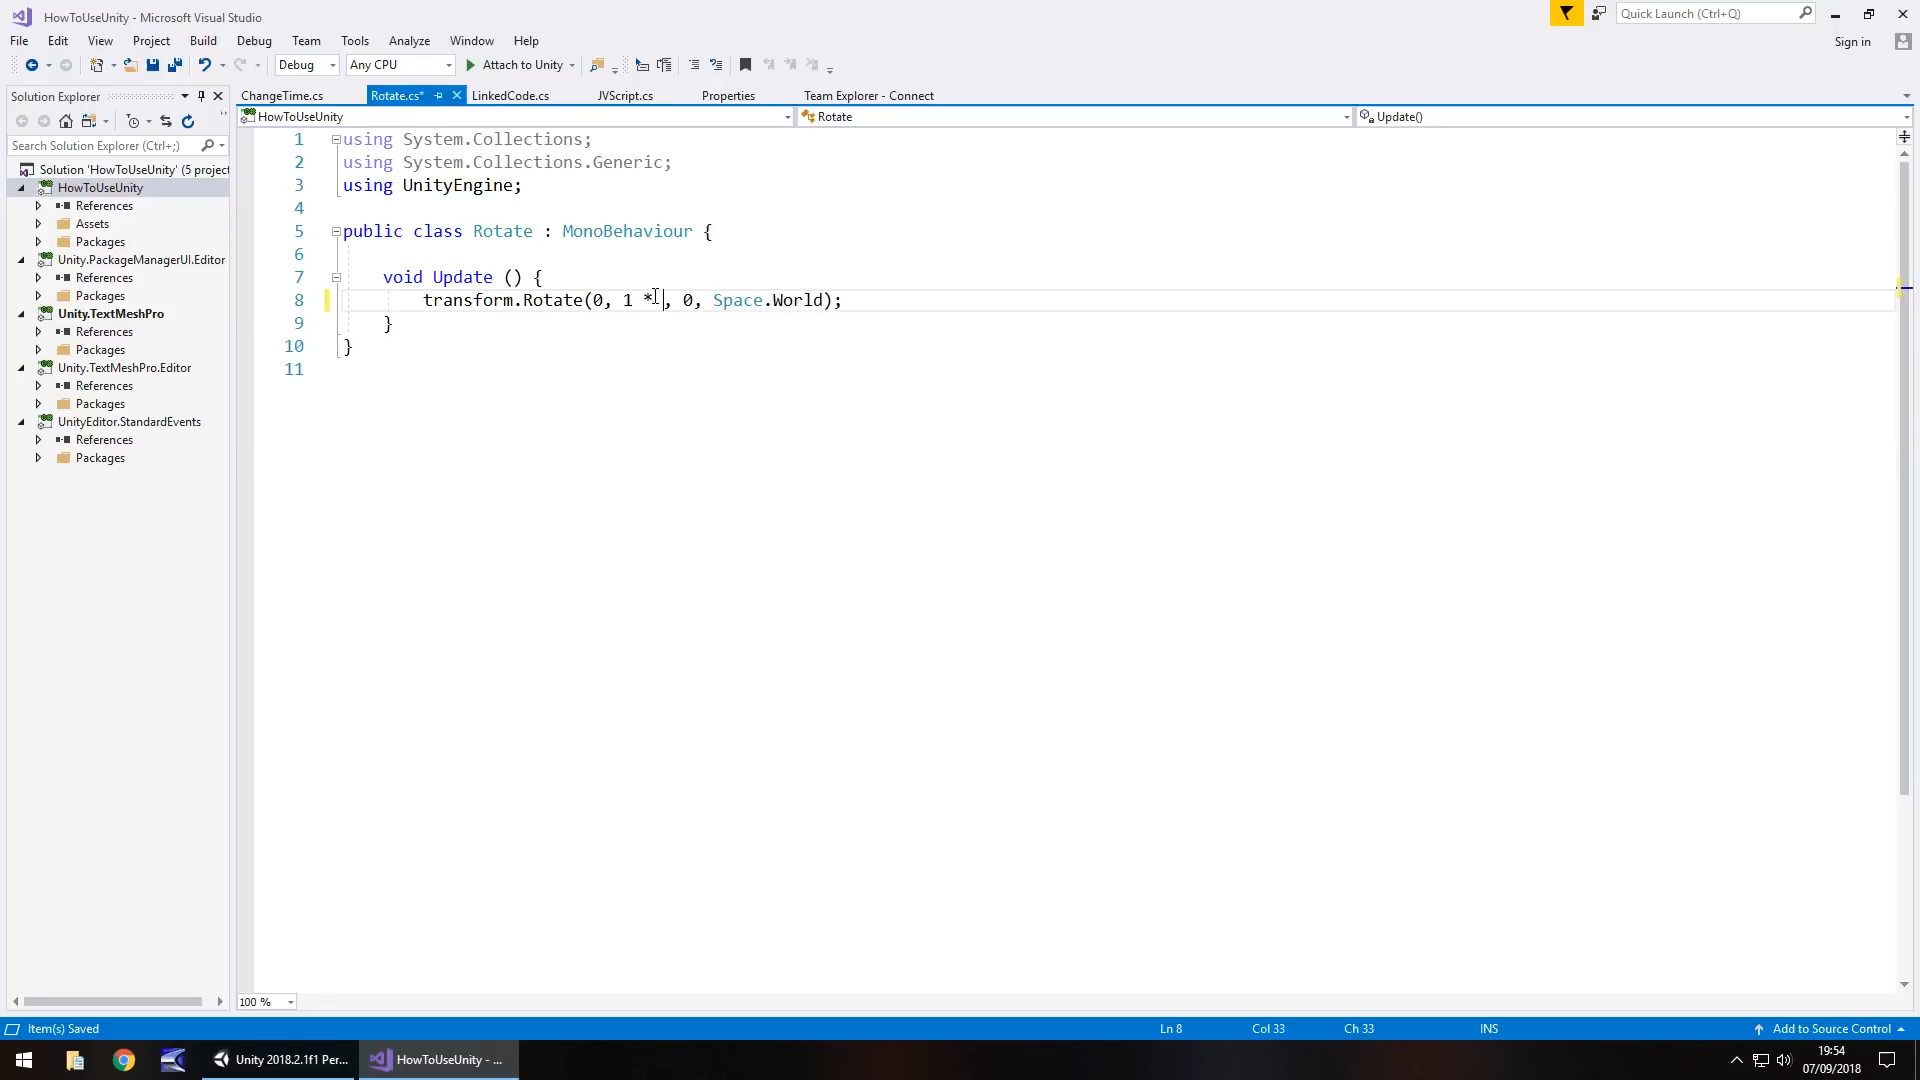 HowToUseUnity - Microsoft Visual Studio
Quick Launch (Ctrl+Q)
File Edit View Project Build Debug Team Tools Analyze Window Help
Sign in
Debug Any CPU Attach to Unity
Solution Explorer
ChangeTime.cs Rotate.cs* LinkedCode.cs JVScript.cs Properties Team Explorer - Connect
HowToUseUnity Rotate Update()
Search Solution Explorer (Ctrl+;)
Solution 'HowToUseUnity' (5 project
HowToUseUnity
References
Assets
Packages
Unity.PackageManagerUI.Editor
References
Packages
Unity.TextMeshPro
References
Packages
Unity.TextMeshPro.Editor
References
Packages
UnityEditor.StandardEvents
References
Packages
1 using System.Collections;
2 using System.Collections.Generic;
3 using UnityEngine;
4
5 public class Rotate : MonoBehaviour {
6
7 void Update () {
8 transform.Rotate(0, 1 * , 0, Space.World);
9 }
10 }
11
100 %
Item(s) Saved Ln 8 Col 33 Ch 33 INS Add to Source Control
Unity 2018.2.1f1 Per... HowToUseUnity - ...
19:54
07/09/2018